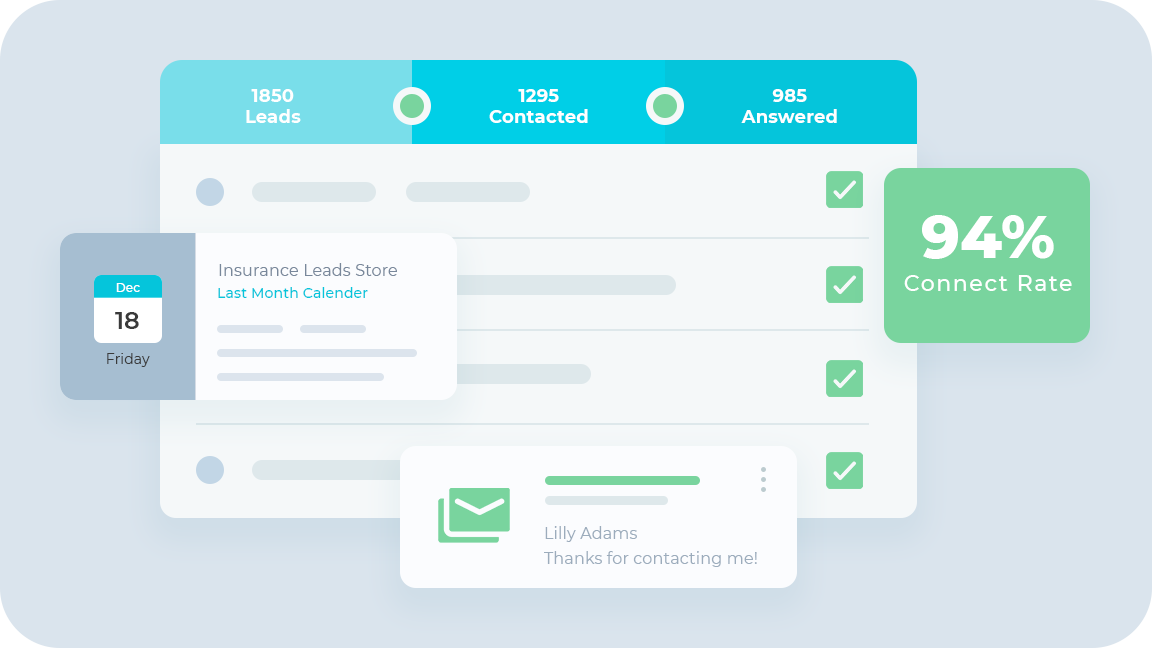 1850
Leads
1295
Contacted
985
Answered
94%
Connect Rate
Dec
18
Friday
Insurance Leads Store
Last Month Calender
Lilly Adams
Thanks for contacting me!